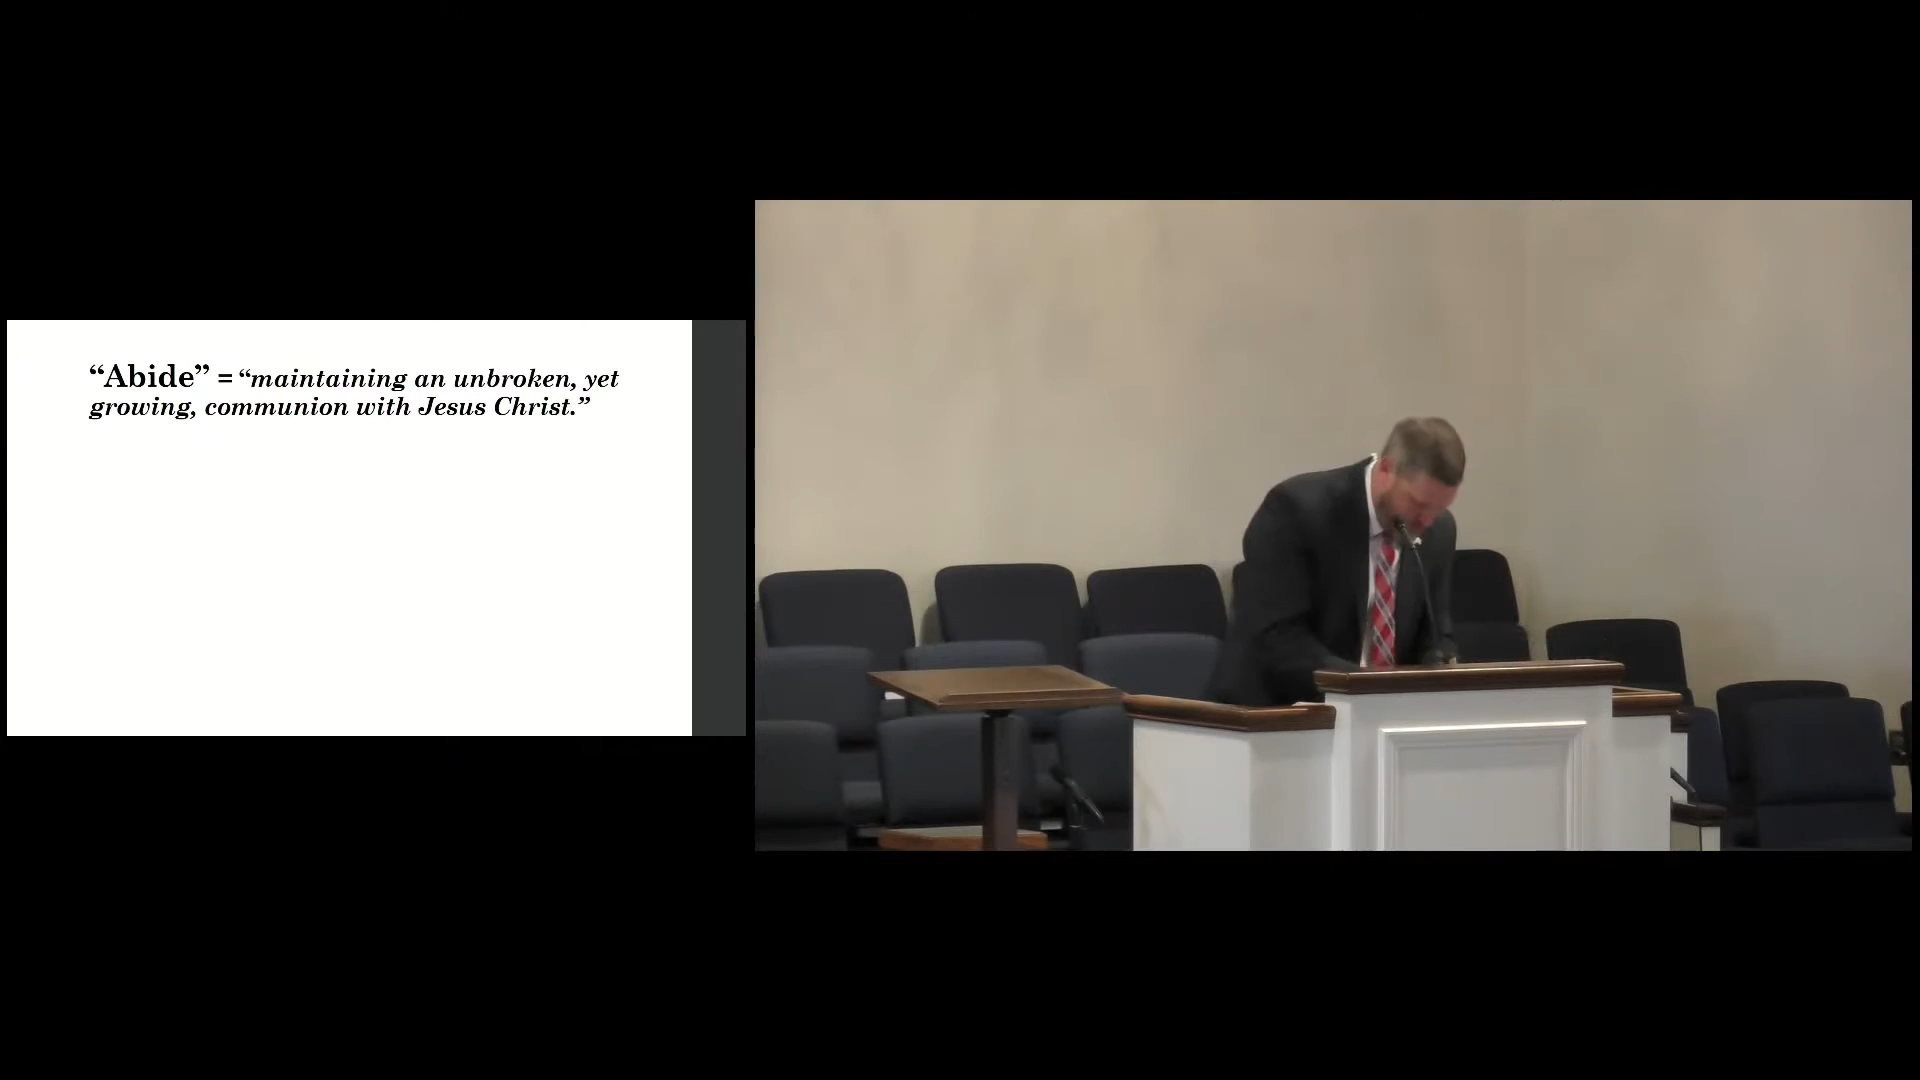 “Abide” = “maintaining an unbroken, yet
growing, communion with Jesus Christ.”